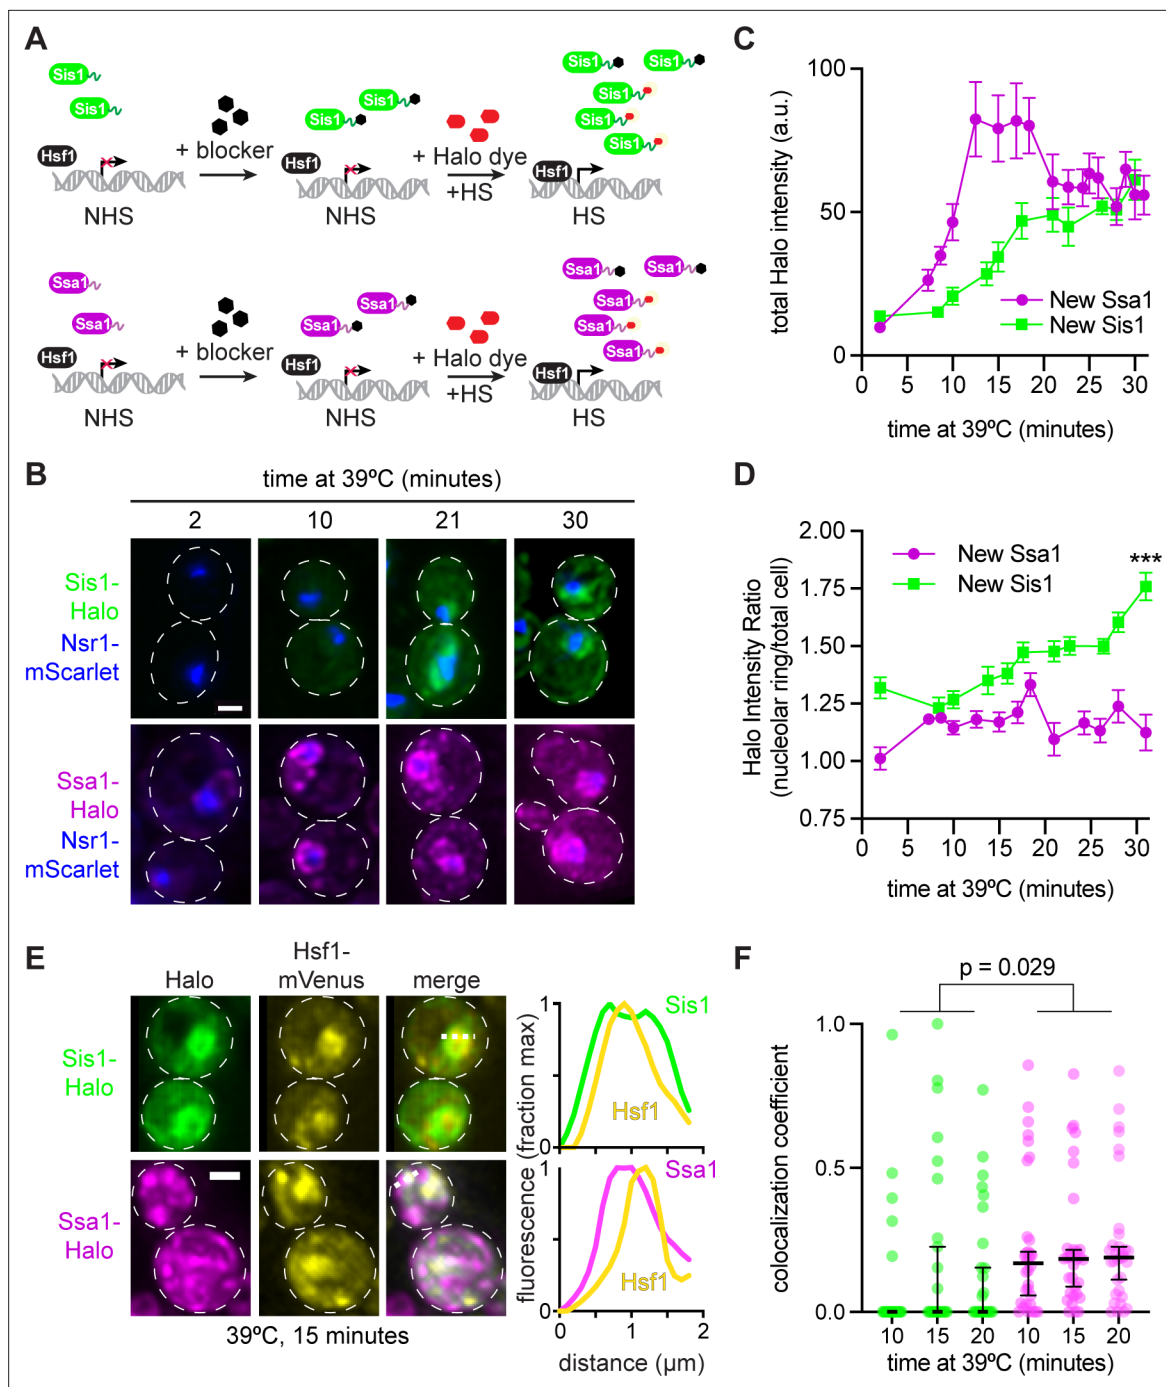 A
Sis1
Sis1
Hsf1
NHS
+ blocker
Sis1
Sis1
Hsf1
NHS
+ Halo dye
+HS
Sis1
Sis1
Sis1
Sis1
Sis1
Hsf1
HS
Ssa1
Ssa1
Hsf1
NHS
+ blocker
Ssa1
Ssa1
Hsf1
NHS
+ Halo dye
+HS
Ssa1
Ssa1
Ssa1
Ssa1
Ssa1
Hsf1
HS
B
time at 39ºC (minutes)
2 10 21 30
Sis1-
Halo
Nsr1-
mScarlet
Ssa1-
Halo
Nsr1-
mScarlet
C
total Halo intensity (a.u.)
100
50
0
New Ssa1
New Sis1
0 5 10 15 20 25 30
time at 39ºC (minutes)
D
Halo Intensity Ratio
(nucleolar ring/total cell)
2.00
1.75
1.50
1.25
1.00
0.75
New Ssa1
New Sis1
***
0 5 10 15 20 25 30
time at 39ºC (minutes)
E
Halo
Hsf1-
mVenus
merge
Sis1-
Halo
Ssa1-
Halo
39ºC, 15 minutes
fluorescence (fraction max)
1
0
Sis1
Hsf1
1
0
Ssa1
Hsf1
0 1 2
distance (µm)
F
p = 0.029
colocalization coefficient
1.0
0.5
0.0
10 15 20 10 15 20
time at 39ºC (minutes)